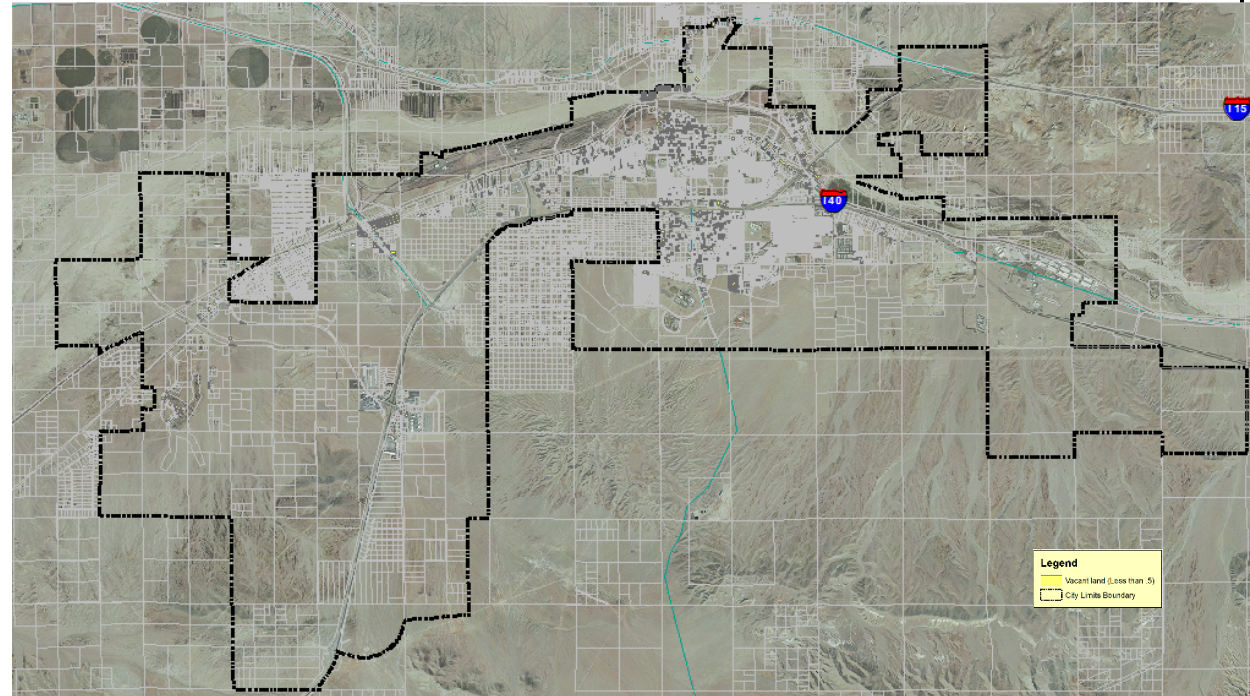 I 15
I 40
Legend
Vacant land (Less than .5)
City Limits Boundary